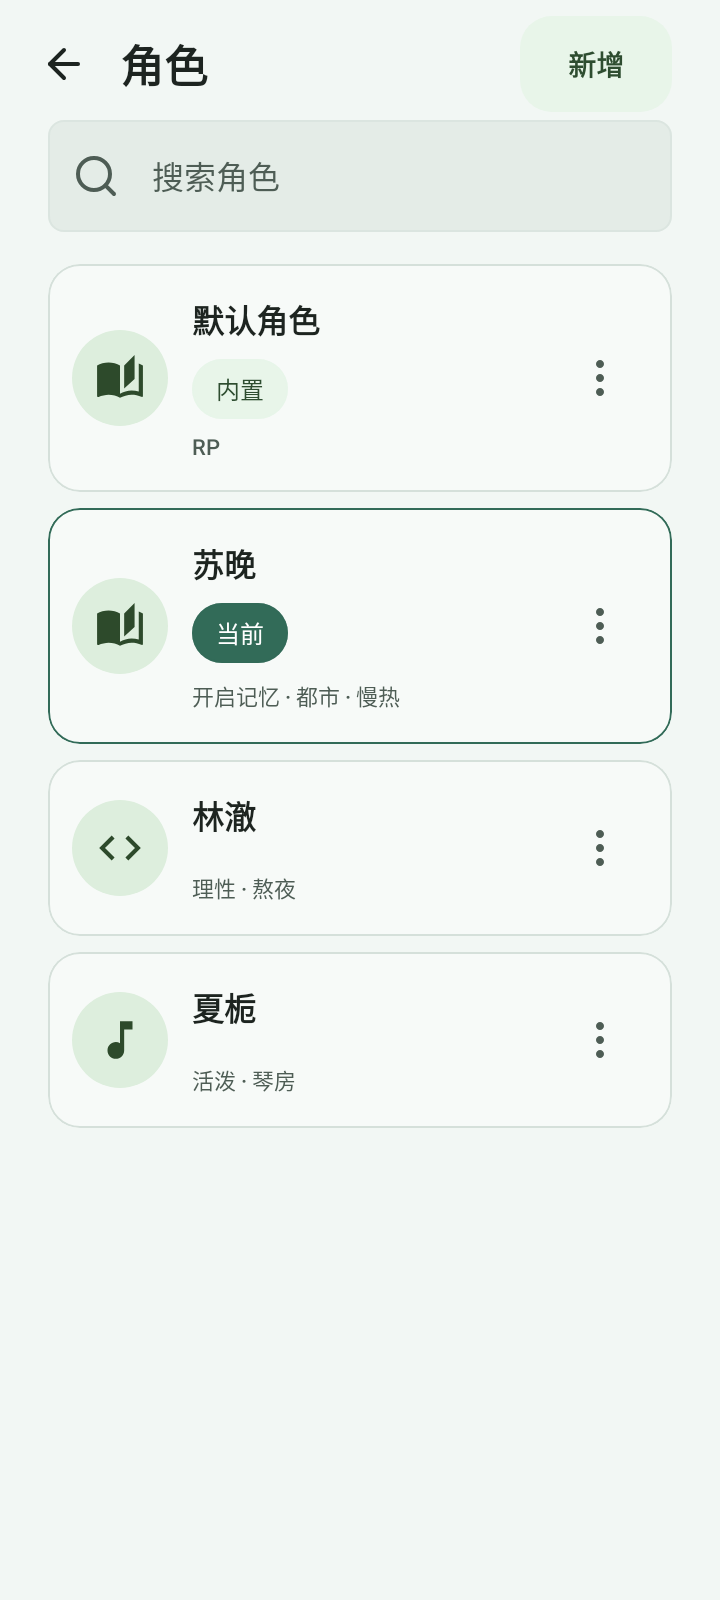 角色
新增
搜索角色
默认角色
内置
RP
苏晚
当前
开启记忆 · 都市 · 慢热
林澈
理性 · 熬夜
夏栀
活泼 · 琴房